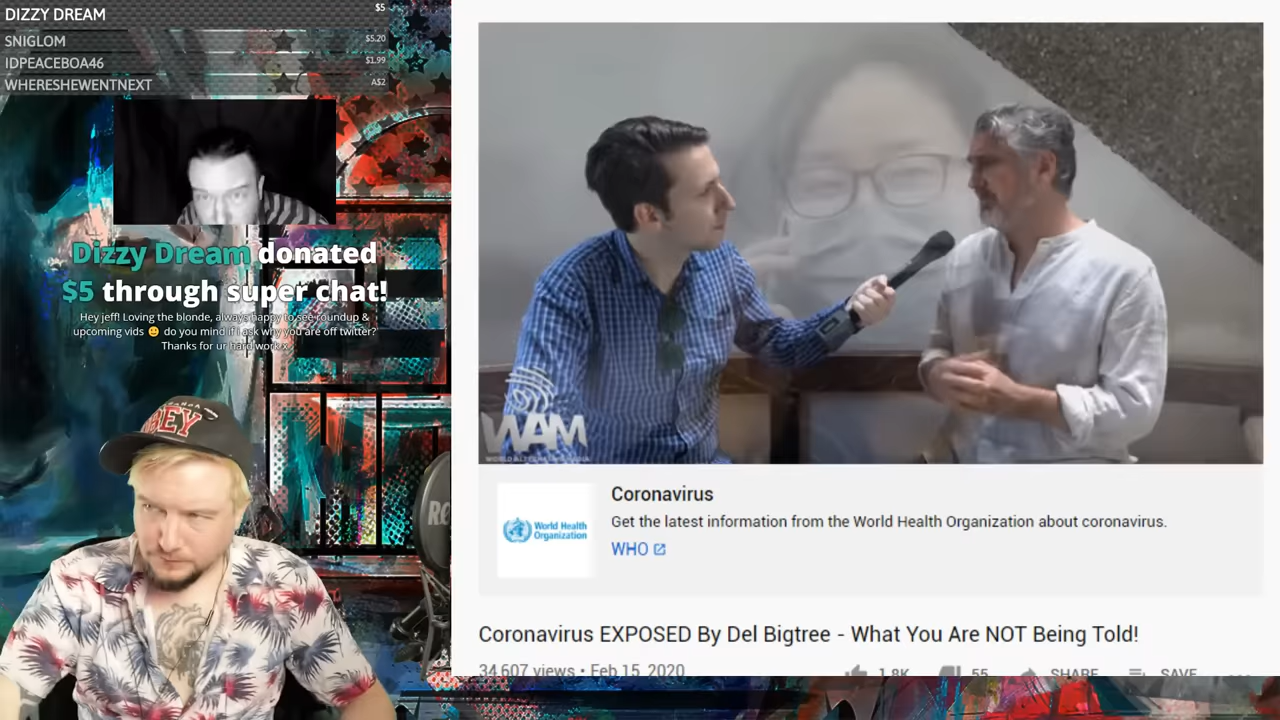 DIZZY DREAM
$5
SNIGLOM
$5.20
IDPEACEBOA46
$1.99
WHERESHEWENTNEXT
A$2
Dizzy Dream donated
$5 through super chat!
Hey jeff! Loving the blonde, always happy to see roundup &
upcoming vids 🙂 do you mind if i ask why you are off twitter?
Thanks for ur hard work x
OBEY
WAM
World Health
Organization
Coronavirus
Get the latest information from the World Health Organization about coronavirus.
WHO
Coronavirus EXPOSED By Del Bigtree - What You Are NOT Being Told!
34,607 views • Feb 15, 2020
1.8K
55
SHARE
SAVE